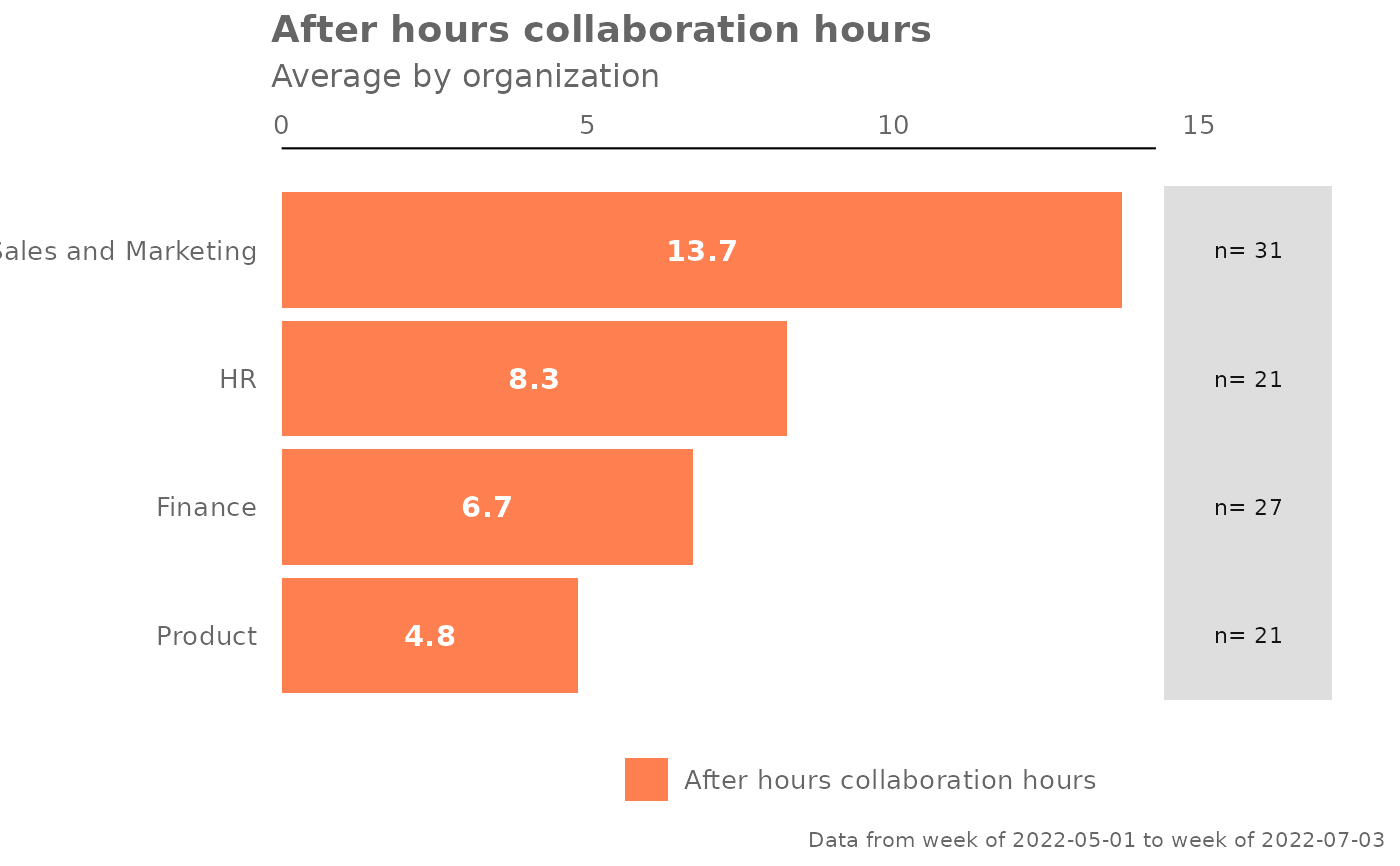 After hours collaboration hours
Average by organization
0 5 10 15
Sales and Marketing 13.7 n= 31
HR 8.3 n= 21
Finance 6.7 n= 27
Product 4.8 n= 21
After hours collaboration hours
Data from week of 2022-05-01 to week of 2022-07-03